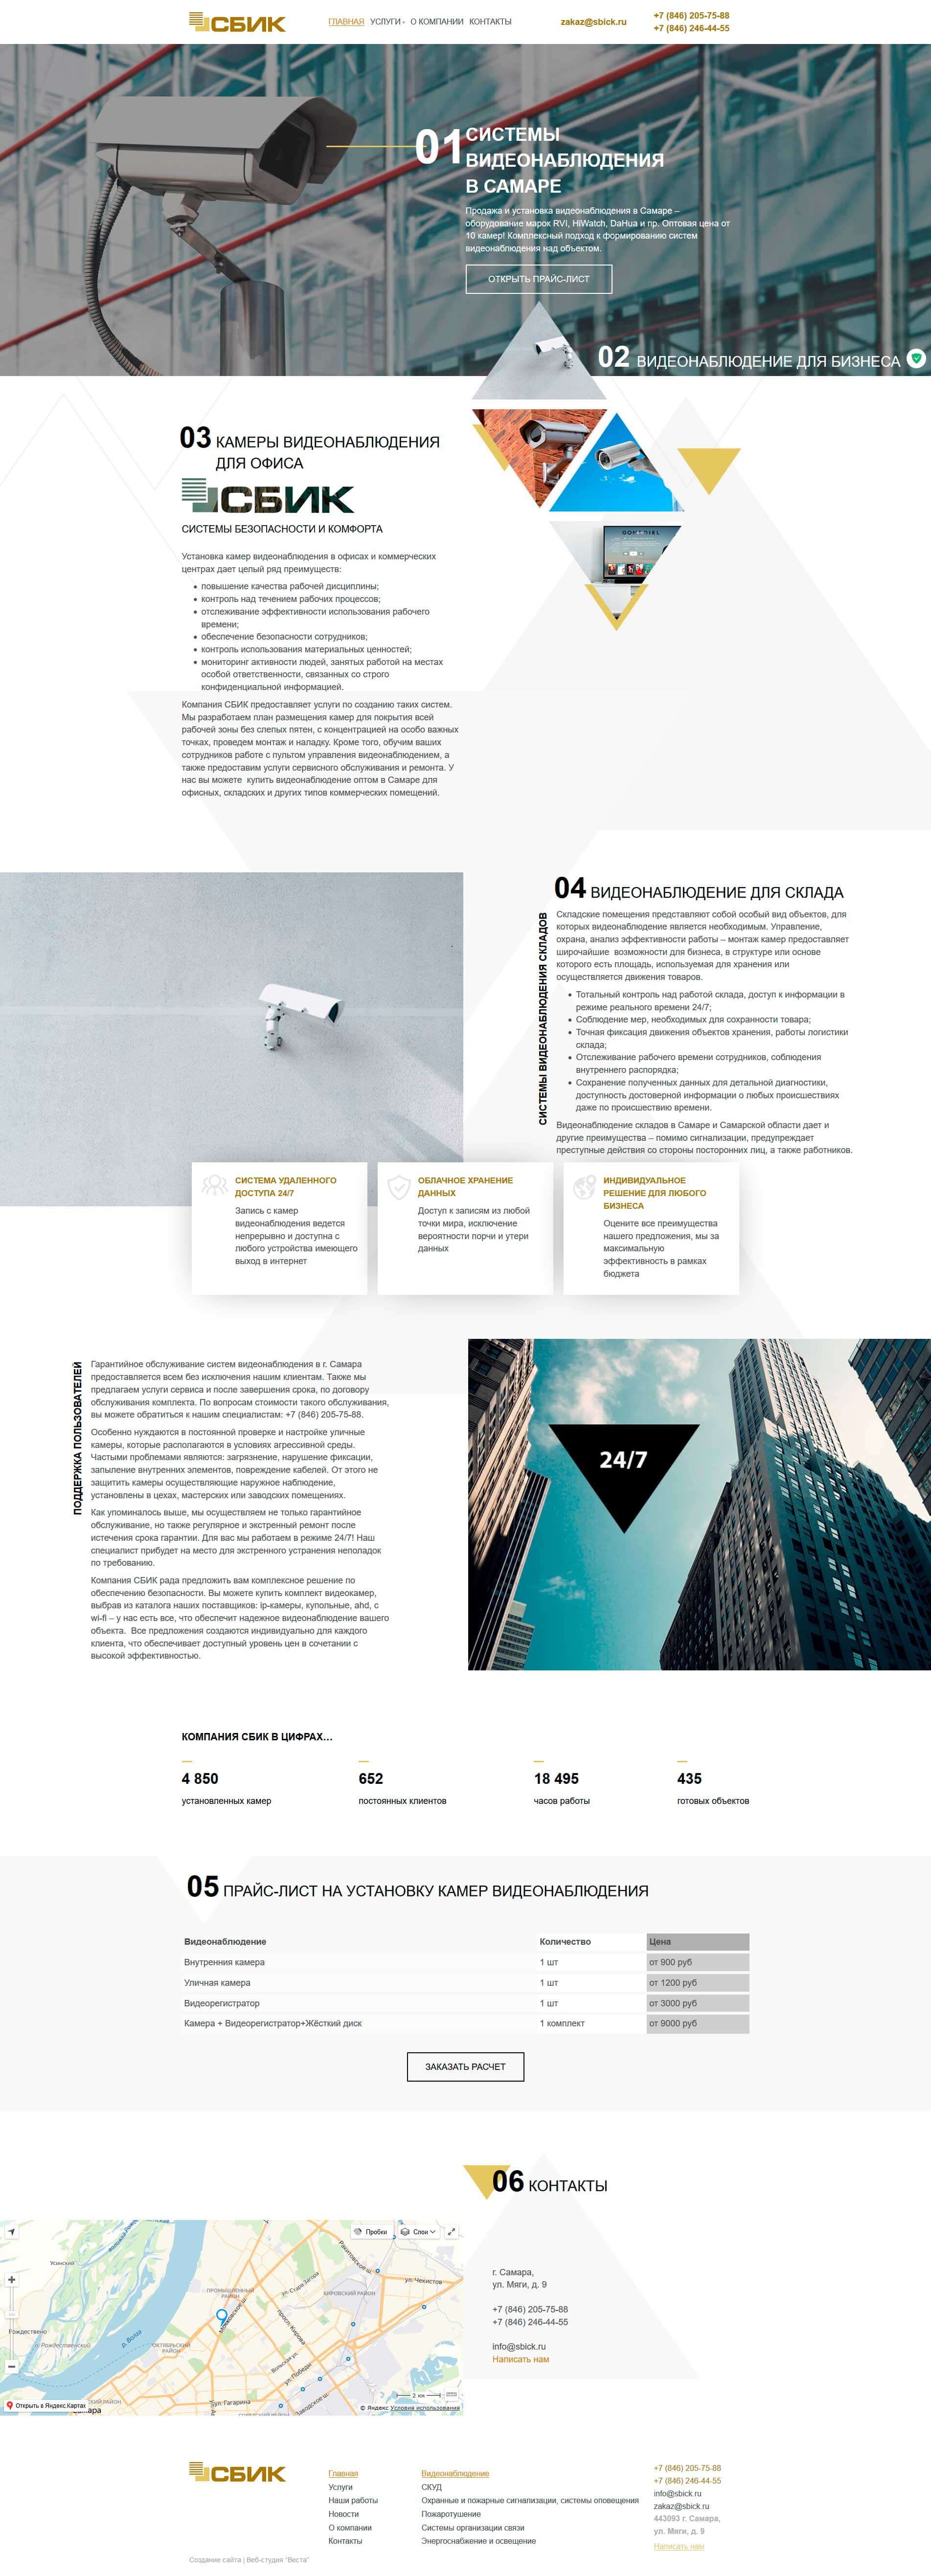 СБИК
ГЛАВНАЯ УСЛУГИ О КОМПАНИИ КОНТАКТЫ
zakaz@sbick.ru
+7 (846) 205-75-88
+7 (846) 246-44-55
01 СИСТЕМЫ
ВИДЕОНАБЛЮДЕНИЯ
В САМАРЕ
Продажа и установка видеонаблюдения в Самаре –
оборудование марок RVI, HiWatch, DaHua и пр. Оптовая цена от
10 камер! Комплексный подход к формированию систем
видеонаблюдения над объектом.
ОТКРЫТЬ ПРАЙС-ЛИСТ
02 ВИДЕОНАБЛЮДЕНИЕ ДЛЯ БИЗНЕСА
03 КАМЕРЫ ВИДЕОНАБЛЮДЕНИЯ
ДЛЯ ОФИСА
СБИК
СИСТЕМЫ БЕЗОПАСНОСТИ И КОМФОРТА
Установка камер видеонаблюдения в офисах и коммерческих
центрах дает целый ряд преимуществ:
• повышение качества рабочей дисциплины;
• контроль над течением рабочих процессов;
• отслеживание эффективности использования рабочего
времени;
• обеспечение безопасности сотрудников;
• контроль использования материальных ценностей;
• мониторинг активности людей, занятых работой на местах
особой ответственности, связанных со строго
конфиденциальной информацией.
Компания СБИК предоставляет услуги по созданию таких систем.
Мы разработаем план размещения камер для покрытия всей
рабочей зоны без слепых пятен, с концентрацией на особо важных
точках, проведем монтаж и наладку. Кроме того, обучим ваших
сотрудников работе с пультом управления видеонаблюдением, а
также предоставим услуги сервисного обслуживания и ремонта. У
нас вы можете купить видеонаблюдение оптом в Самаре для
офисных, складских и других типов коммерческих помещений.
04 ВИДЕОНАБЛЮДЕНИЕ ДЛЯ СКЛАДА
СИСТЕМЫ ВИДЕОНАБЛЮДЕНИЯ СКЛАДОВ
Складские помещения представляют собой особый вид объектов, для
которых видеонаблюдение является необходимым. Управление,
охрана, анализ эффективности работы – монтаж камер предоставляет
широчайшие возможности для бизнеса, в структуре или основе
которого есть площадь, используемая для хранения или
осуществляется движения товаров.
• Тотальный контроль над работой склада, доступ к информации в
режиме реального времени 24/7;
• Соблюдение мер, необходимых для сохранности товара;
• Точная фиксация движения объектов хранения, работы логистики
склада;
• Отслеживание рабочего времени сотрудников, соблюдения
внутреннего распорядка;
• Сохранение полученных данных для детальной диагностики,
доступность достоверной информации о любых происшествиях
даже по происшествию времени.
Видеонаблюдение складов в Самаре и Самарской области дает и
другие преимущества – помимо сигнализации, предупреждает
преступные действия со стороны посторонних лиц, а также работников.
СИСТЕМА УДАЛЕННОГО
ДОСТУПА 24/7
Запись с камер
видеонаблюдения ведется
непрерывно и доступна с
любого устройства имеющего
выход в интернет
ОБЛАЧНОЕ ХРАНЕНИЕ
ДАННЫХ
Доступ к записям из любой
точки мира, исключение
вероятности порчи и утери
данных
ИНДИВИДУАЛЬНОЕ
РЕШЕНИЕ ДЛЯ ЛЮБОГО
БИЗНЕСА
Оцените все преимущества
нашего предложения, мы за
максимальную
эффективность в рамках
бюджета
ПОДДЕРЖКА ПОЛЬЗОВАТЕЛЕЙ
Гарантийное обслуживание систем видеонаблюдения в г. Самара
предоставляется всем без исключения нашим клиентам. Также мы
предлагаем услуги сервиса и после завершения срока, по договору
обслуживания комплекта. По вопросам стоимости такого обслуживания,
вы можете обратиться к нашим специалистам: +7 (846) 205-75-88.
Особенно нуждаются в постоянной проверке и настройке уличные
камеры, которые располагаются в условиях агрессивной среды.
Частыми проблемами являются: загрязнение, нарушение фиксации,
запыление внутренних элементов, повреждение кабелей. От этого не
защитить камеры осуществляющие наружное наблюдение,
установлены в цехах, мастерских или заводских помещениях.
Как упоминалось выше, мы осуществляем не только гарантийное
обслуживание, но также регулярное и экстренный ремонт после
истечения срока гарантии. Для вас мы работаем в режиме 24/7! Наш
специалист прибудет на место для экстренного устранения неполадок
по требованию.
Компания СБИК рада предложить вам комплексное решение по
обеспечению безопасности. Вы можете купить комплект видеокамер,
выбрав из каталога наших поставщиков: ip-камеры, купольные, ahd, с
wi-fi – у нас есть все, что обеспечит надежное видеонаблюдение вашего
объекта. Все предложения создаются индивидуально для каждого
клиента, что обеспечивает доступный уровень цен в сочетании с
высокой эффективностью.
24/7
КОМПАНИЯ СБИК В ЦИФРАХ...
4 850
установленных камер
652
постоянных клиентов
18 495
часов работы
435
готовых объектов
05 ПРАЙС-ЛИСТ НА УСТАНОВКУ КАМЕР ВИДЕОНАБЛЮДЕНИЯ
Видеонаблюдение Количество Цена
Внутренния камера 1 шт от 900 руб
Уличная камера 1 шт от 1200 руб
Видеорегистратор 1 шт от 3000 руб
Камера + Видеорегистратор+Жёсткий диск 1 комплект от 9000 руб
ЗАКАЗАТЬ РАСЧЕТ
06 КОНТАКТЫ
Пробки Слои
Усинский
Рождествено
о. Рождественский
р. Волга
ПРОМЫШЛЕННЫЙ
РАЙОН
ОКТЯБРЬСКИЙ
РАЙОН
Московское ш.
ул. Стара Загора
просп. Кирова
Ракитовское ш.
КИРОВСКИЙ РАЙОН
ул. Чекистов
Вольская ул.
ул. Победы
Заводское ш.
ул. Гагарина
2 км
Открыть в Яндекс.Картах
© Яндекс Условия использования
г. Самара,
ул. Мяги, д. 9
+7 (846) 205-75-88
+7 (846) 246-44-55
info@sbick.ru
Написать нам
СБИК
Главная
Услуги
Наши работы
Новости
О компании
Контакты
Видеонаблюдение
СКУД
Охранные и пожарные сигнализации, системы оповещения
Пожаротушение
Системы организации связи
Энергоснабжение и освещение
+7 (846) 205-75-88
+7 (846) 246-44-55
info@sbick.ru
zakaz@sbick.ru
443093 г. Самара,
ул. Мяги, д. 9
Написать нам
Создание сайта | Веб-студия "Веста"